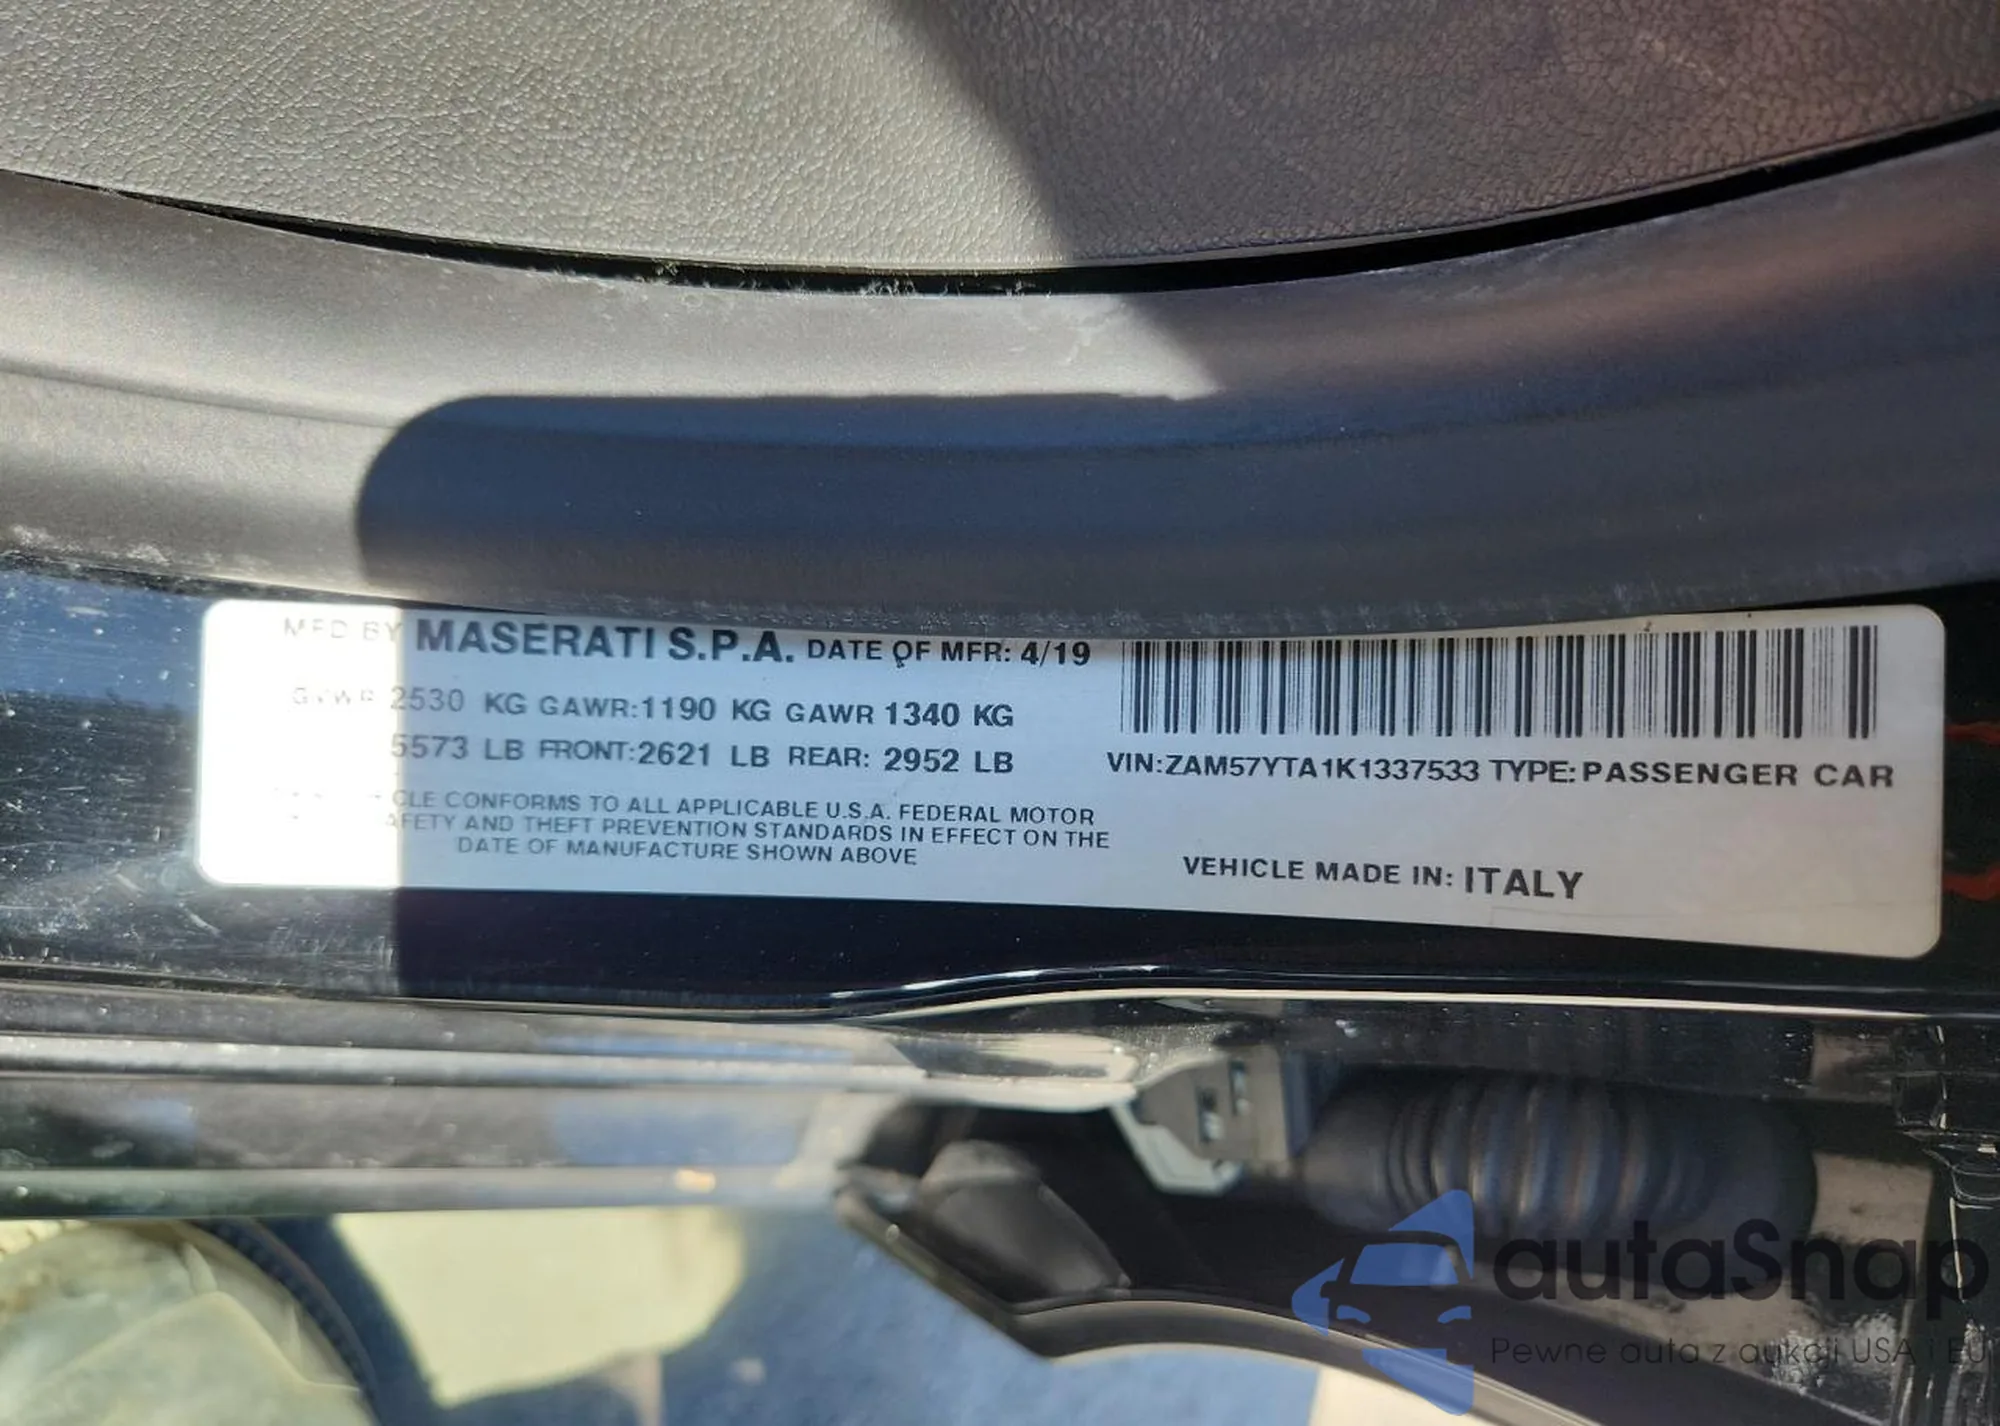 MFD BY MASERATI S.P.A. DATE OF MFR: 4/19
GVWR 2530 KG GAWR:1190 KG GAWR 1340 KG
5573 LB FRONT:2621 LB REAR: 2952 LB
CLE CONFORMS TO ALL APPLICABLE U.S.A. FEDERAL MOTOR
AFETY AND THEFT PREVENTION STANDARDS IN EFFECT ON THE
DATE OF MANUFACTURE SHOWN ABOVE
VIN:ZAM57YTA1K1337533 TYPE:PASSENGER CAR
VEHICLE MADE IN: ITALY
autaSnap
Pewne auta z aukcji USA i EU